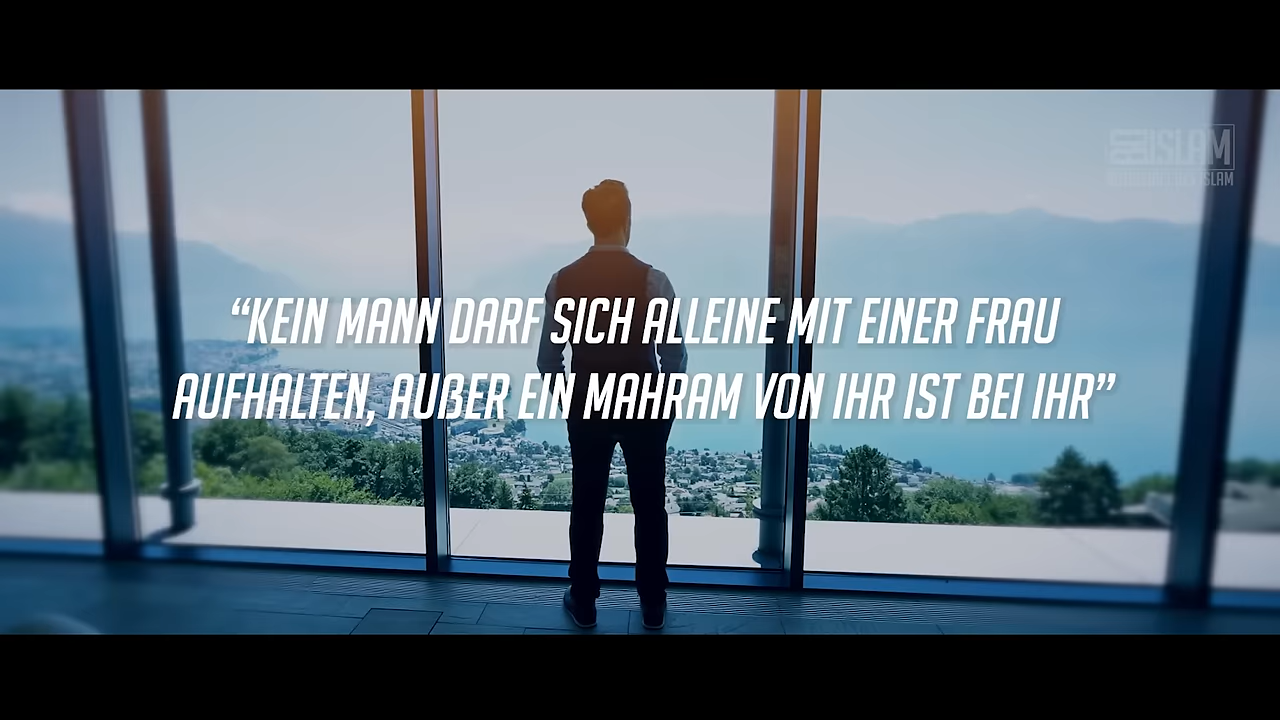 “KEIN MANN DARF SICH ALLEINE MIT EINER FRAU
AUFHALTEN, AUẞER EIN MAHRAM VON IHR IST BEI IHR”
ISLAM